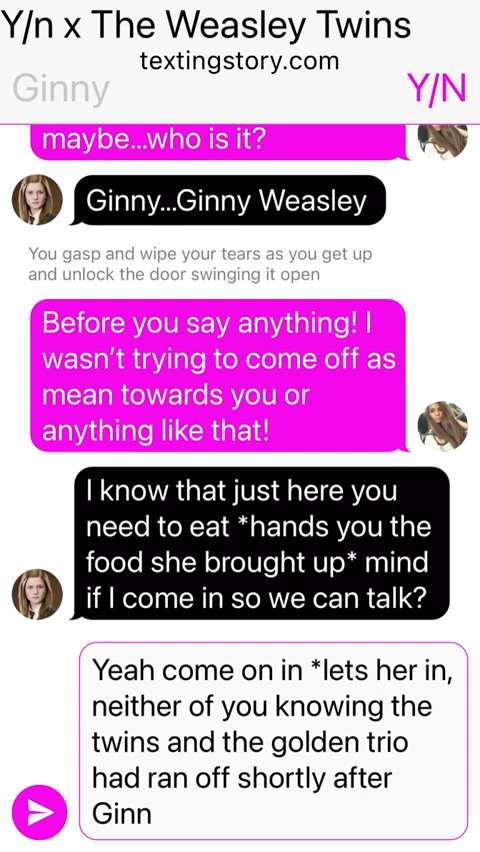 Y/n x The Weasley Twins
textingstory.com
Ginny
Y/N
maybe...who is it?
Ginny...Ginny Weasley
You gasp and wipe your tears as you get up
and unlock the door swinging it open
Before you say anything! I
wasn't trying to come off as
mean towards you or
anything like that!
I know that just here you
need to eat *hands you the
food she brought up* mind
if I come in so we can talk?
Yeah come on in *lets her in,
neither of you knowing the
twins and the golden trio
had ran off shortly after
Ginn